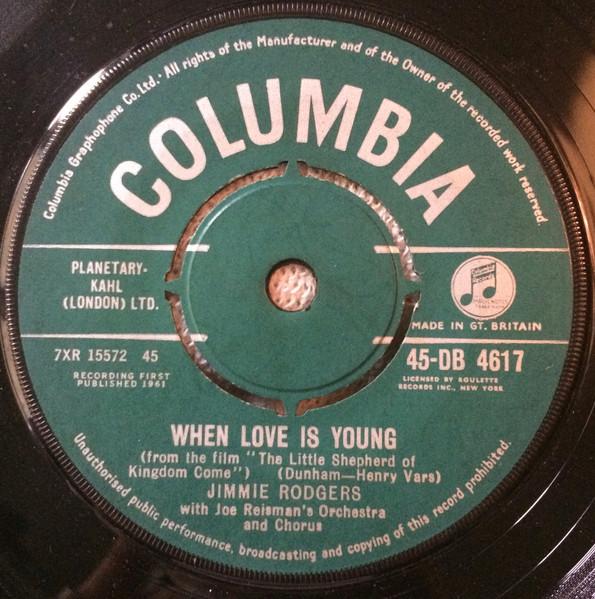 Columbia Graphophone Co. Ltd. · All rights of the Manufacturer and of the Owner of the recorded work reserved.
COLUMBIA
PLANETARY-
KAHL
(LONDON) LTD.
Columbia
MADE IN GT. BRITAIN
7XR 15572 45
RECORDING FIRST
PUBLISHED 1961
45-DB 4617
LICENSED BY ROULETTE
RECORDS INC., NEW YORK
WHEN LOVE IS YOUNG
(from the film "The Little Shepherd of
Kingdom Come") (Dunham—Henry Vars)
JIMMIE RODGERS
with Joe Reisman's Orchestra
and Chorus
Unauthorised public performance, broadcasting and copying of this record prohibited.